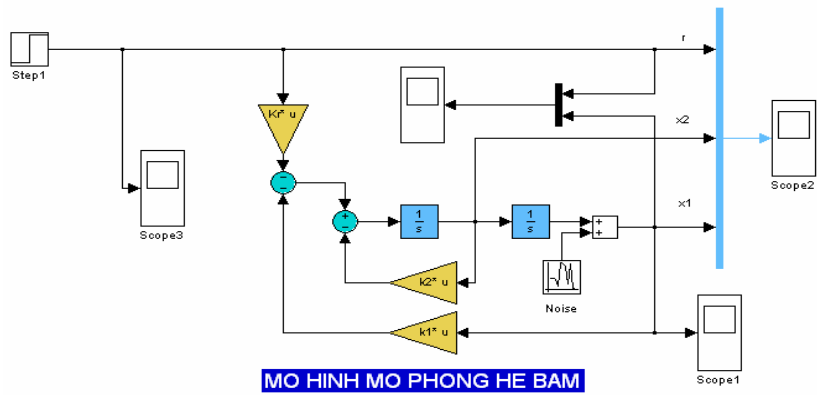 r
Step1
Kr* u
x2
Scope2
x1
Scope3
1
s
1
s
+
−
−
−
+
+
k2* u
Noise
k1* u
Scope1
MO HINH MO PHONG HE BAM